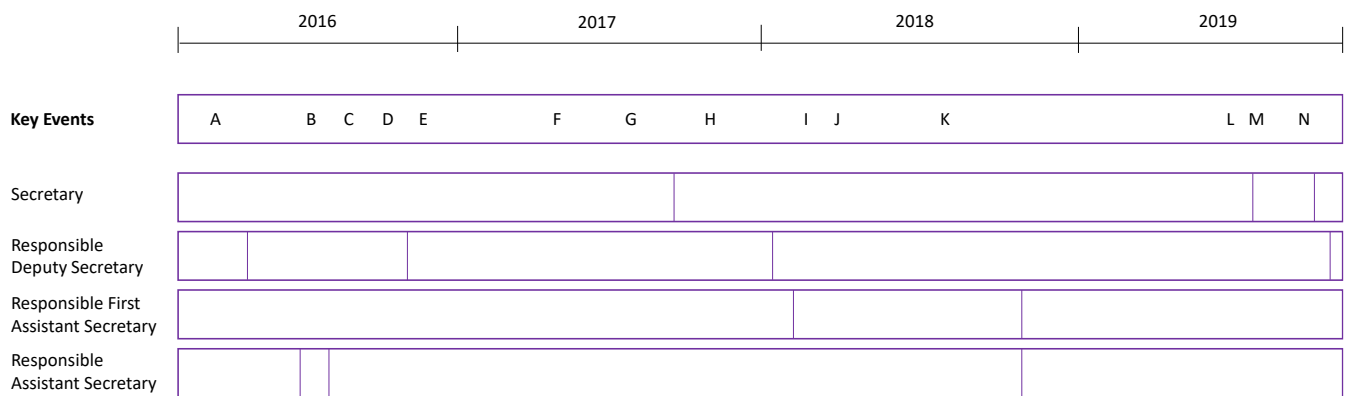 2016 2017 2018 2019
Key Events A B C D E F G H I J K L M N
Secretary
Responsible
Deputy Secretary
Responsible First
Assistant Secretary
Responsible
Assistant Secretary